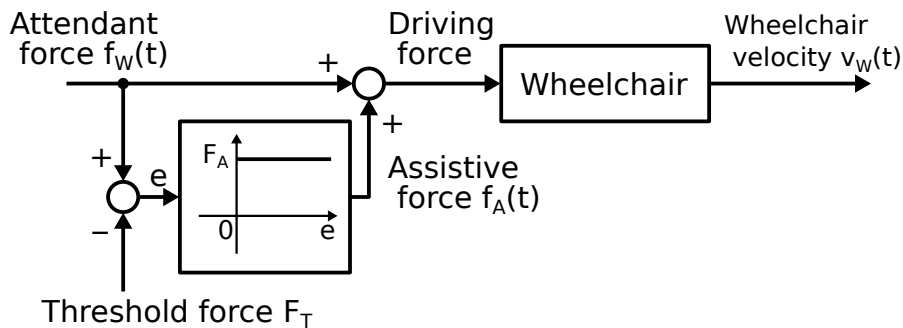 Attendant
force f_W(t)
Driving
force
Wheelchair
velocity v_W(t)
+
Wheelchair
+
+
F_A
e
Assistive
force f_A(t)
0
e
−
Threshold force F_T